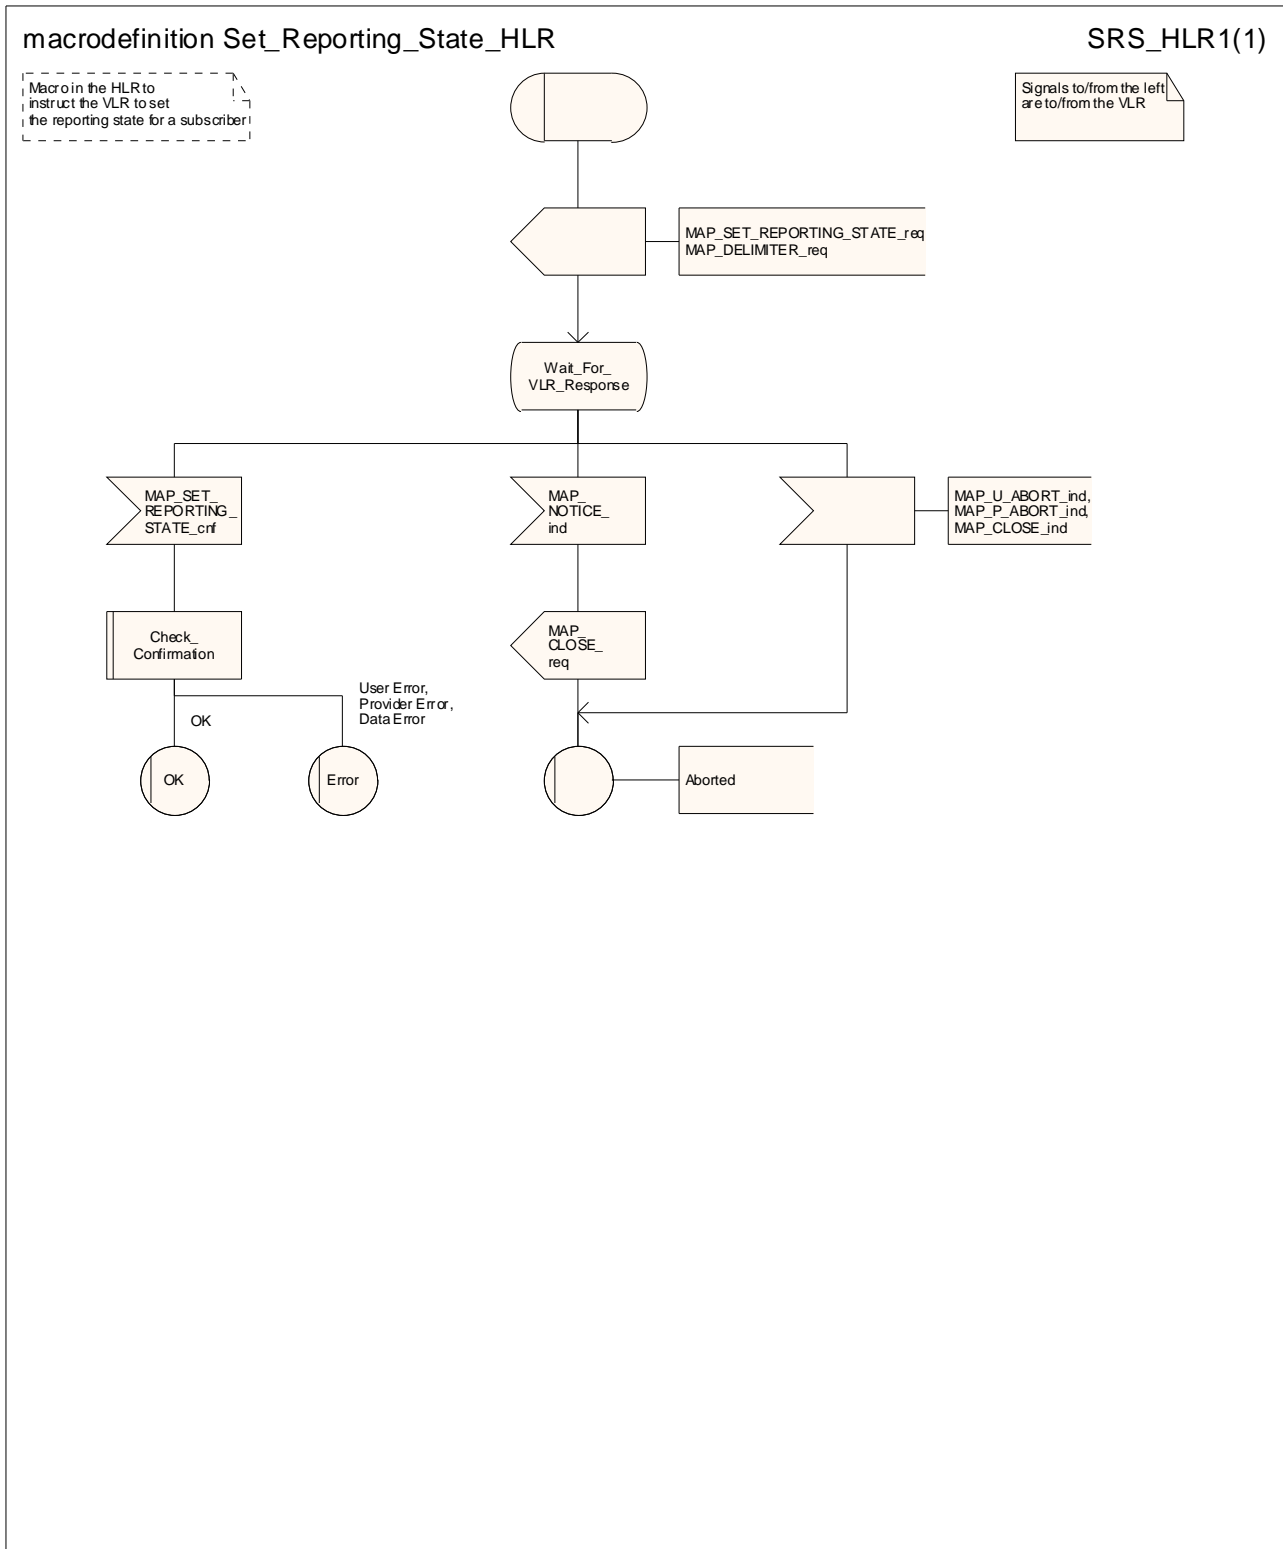 macrodefinition Set_Reporting_State_HLR
SRS_HLR1(1)
Macro in the HLR to
instruct the VLR to set
the reporting state for a subscriber
Signals to/from the left
are to/from the VLR
MAP_SET_REPORTING_STATE_req
MAP_DELIMITER_req
Wait_For_
VLR_Response
MAP_SET_
REPORTING_
STATE_cnf
MAP_
NOTICE_
ind
MAP_U_ABORT_ind,
MAP_P_ABORT_ind,
MAP_CLOSE_ind
Check_
Confirmation
MAP_
CLOSE_
req
User Error,
Provider Error,
Data Error
OK
OK
Error
Aborted